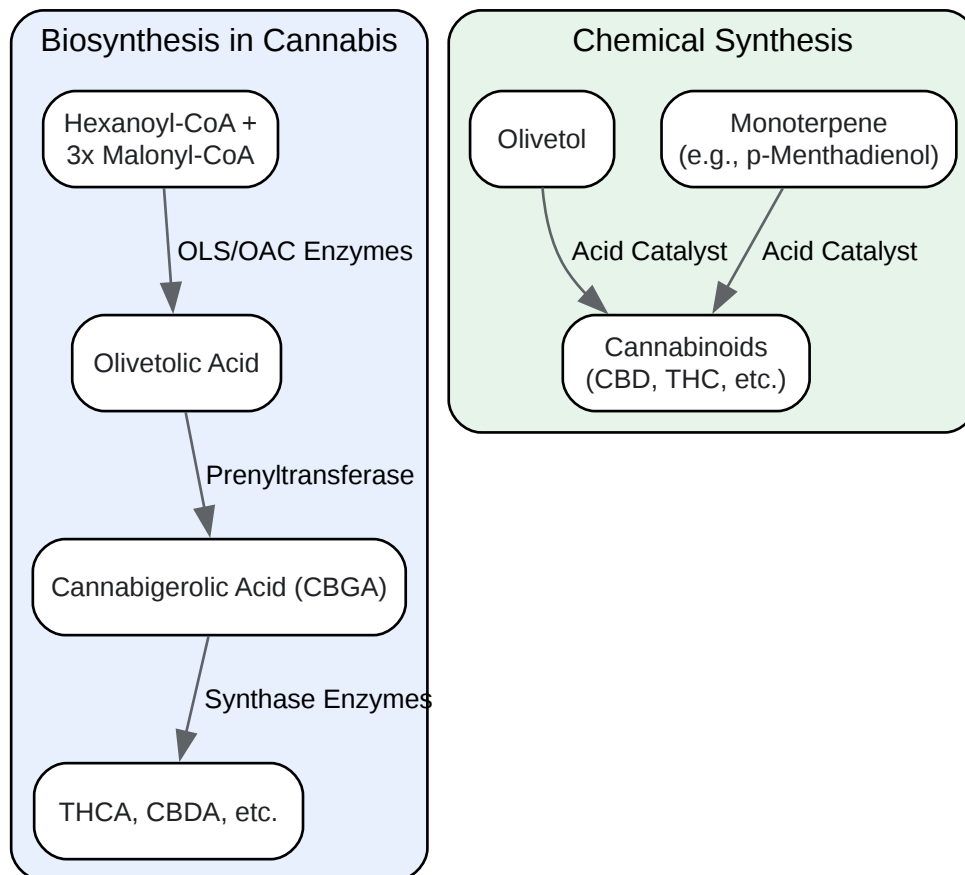 Biosynthesis in Cannabis
Hexanoyl-CoA +
3x Malonyl-CoA
OLS/OAC Enzymes
Olivetolic Acid
Prenyltransferase
Cannabigerolic Acid (CBGA)
Synthase Enzymes
THCA, CBDA, etc.
Chemical Synthesis
Olivetol
Monoterpene
(e.g., p-Menthadienol)
Acid Catalyst
Acid Catalyst
Cannabinoids
(CBD, THC, etc.)